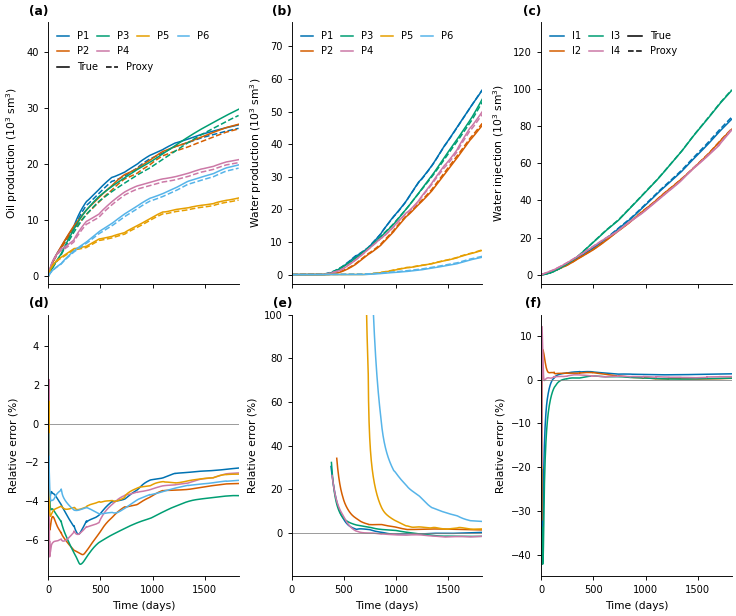 (a)
P1 P3 P5 P6
P2 P4
True Proxy
Oil production (10³ sm³)
40
30
20
10
0
(b)
P1 P3 P5 P6
P2 P4
Water production (10³ sm³)
70
60
50
40
30
20
10
0
(c)
I1 I3 True
I2 I4 Proxy
Water injection (10³ sm³)
120
100
80
60
40
20
0
(d)
Relative error (%)
4
2
0
−2
−4
−6
0 500 1000 1500
Time (days)
(e)
Relative error (%)
100
80
60
40
20
0
0 500 1000 1500
Time (days)
(f)
Relative error (%)
10
0
−10
−20
−30
−40
0 500 1000 1500
Time (days)